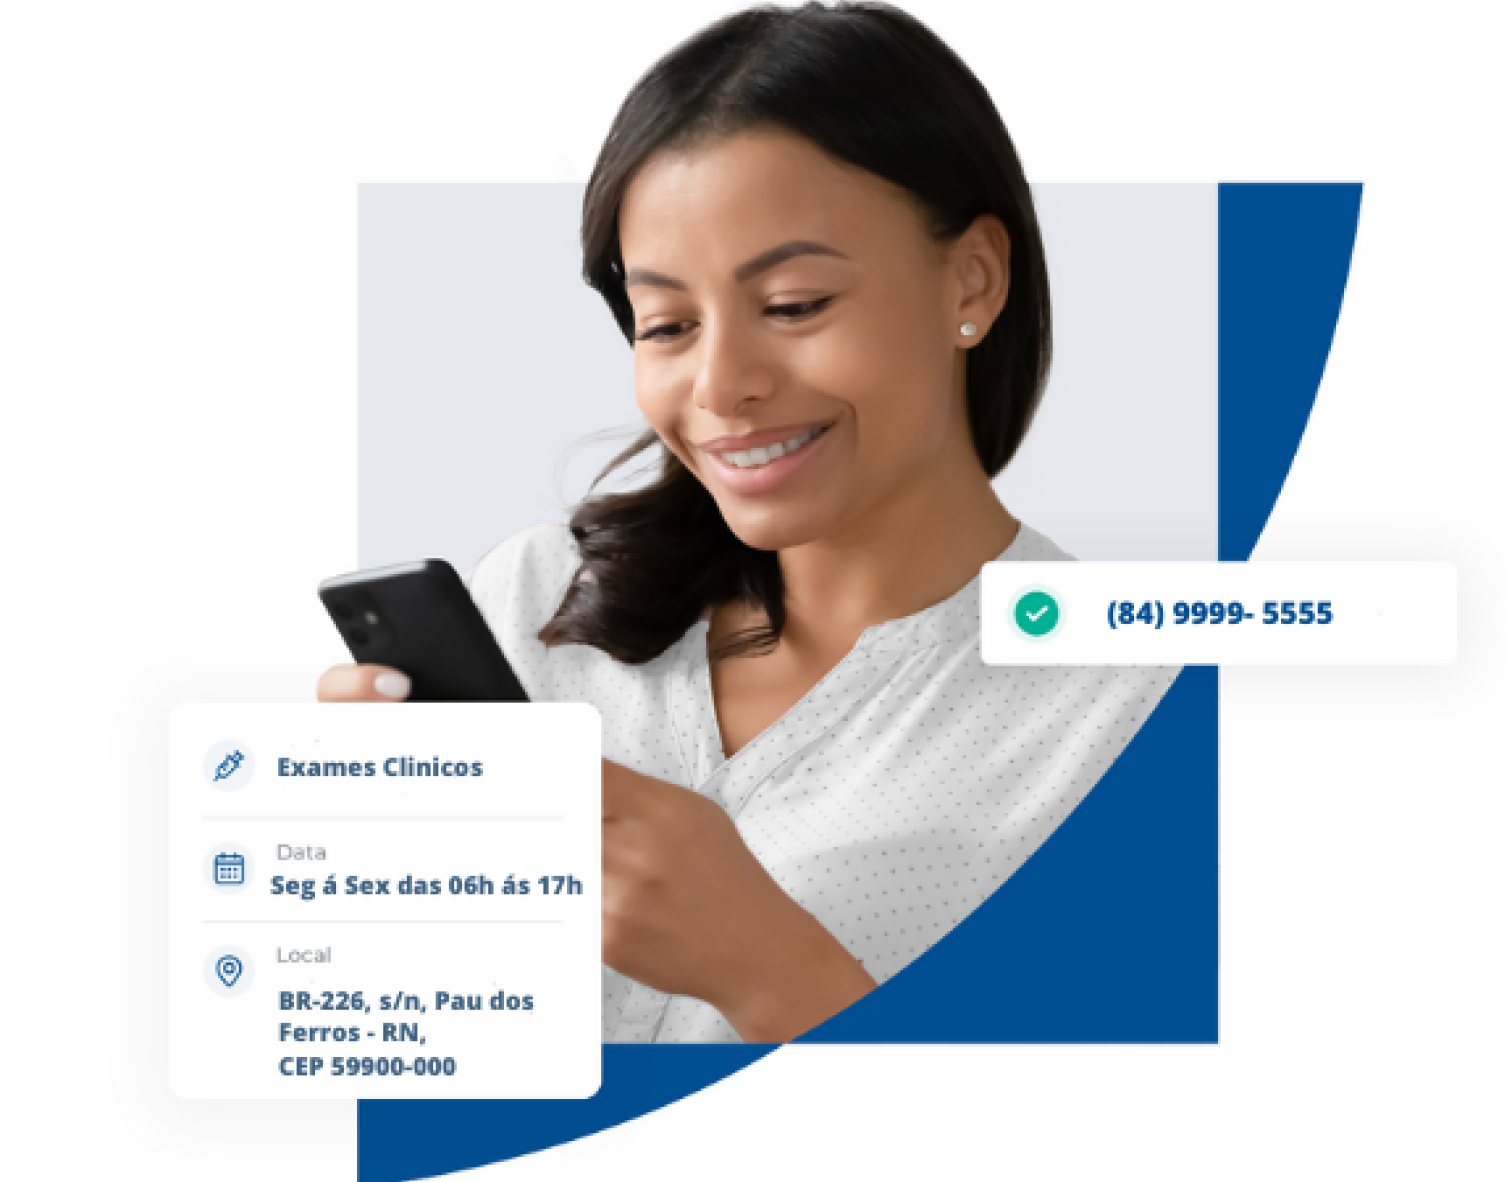 (84) 9999- 5555
Exames Clinicos
Data
Seg á Sex das 06h ás 17h
Local
BR-226, s/n, Pau dos
Ferros - RN,
CEP 59900-000